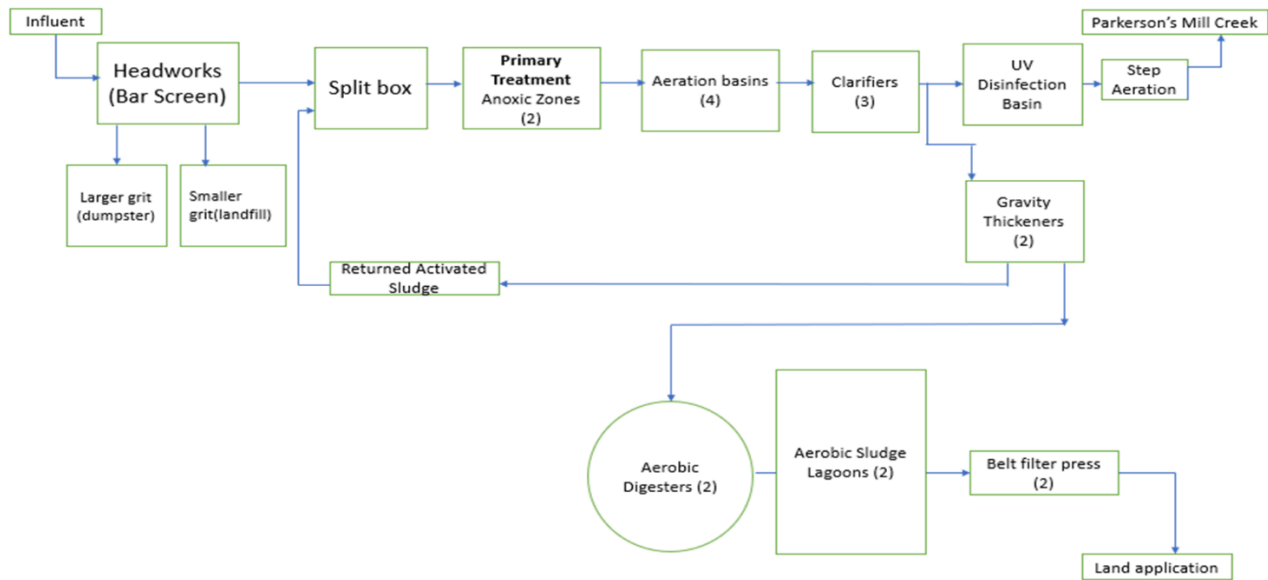 Influent
Parkerson's Mill Creek
Headworks
(Bar Screen)
Split box
Primary
Treatment
Anoxic Zones
(2)
Aeration basins
(4)
Clarifiers
(3)
UV
Disinfection
Basin
Step
Aeration
Larger grit
(dumpster)
Smaller
grit(landfill)
Gravity
Thickeners
(2)
Returned Activated
Sludge
Aerobic
Digesters (2)
Aerobic Sludge
Lagoons (2)
Belt filter press
(2)
Land application